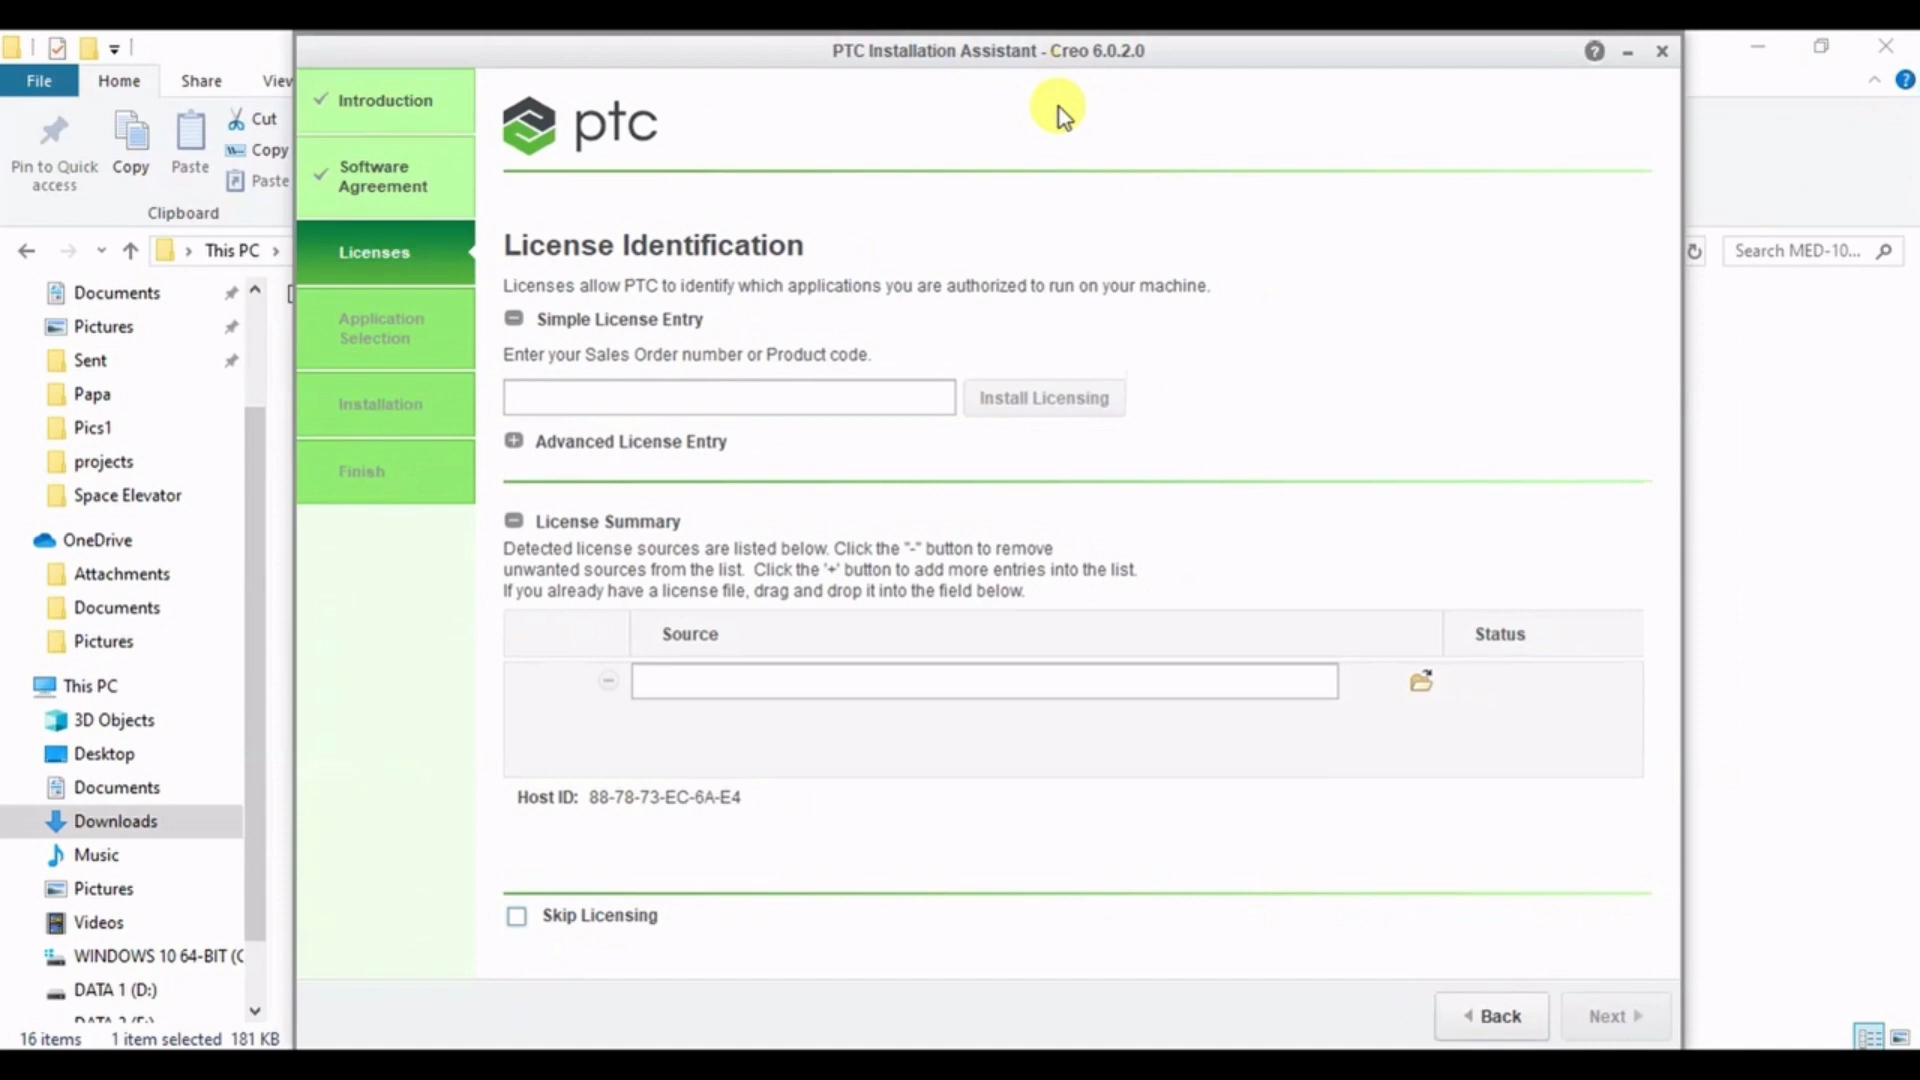 PTC Installation Assistant - Creo 6.0.2.0
File
Home
Share
View
Pin to Quick access
Copy
Paste
Cut
Copy
Paste
Clipboard
This PC
Search MED-10...
Documents
Pictures
Sent
Papa
Pics1
projects
Space Elevator
OneDrive
Attachments
Documents
Pictures
This PC
3D Objects
Desktop
Documents
Downloads
Music
Pictures
Videos
WINDOWS 10 64-BIT (C
DATA 1 (D:)
16 items 1 item selected 181 KB
Introduction
Software
Agreement
Licenses
Application
Selection
Installation
Finish
ptc
License Identification
Licenses allow PTC to identify which applications you are authorized to run on your machine.
Simple License Entry
Enter your Sales Order number or Product code.
Install Licensing
Advanced License Entry
License Summary
Detected license sources are listed below. Click the "-" button to remove
unwanted sources from the list. Click the '+' button to add more entries into the list.
If you already have a license file, drag and drop it into the field below.
Source
Status
Host ID: 88-78-73-EC-6A-E4
Skip Licensing
Back
Next